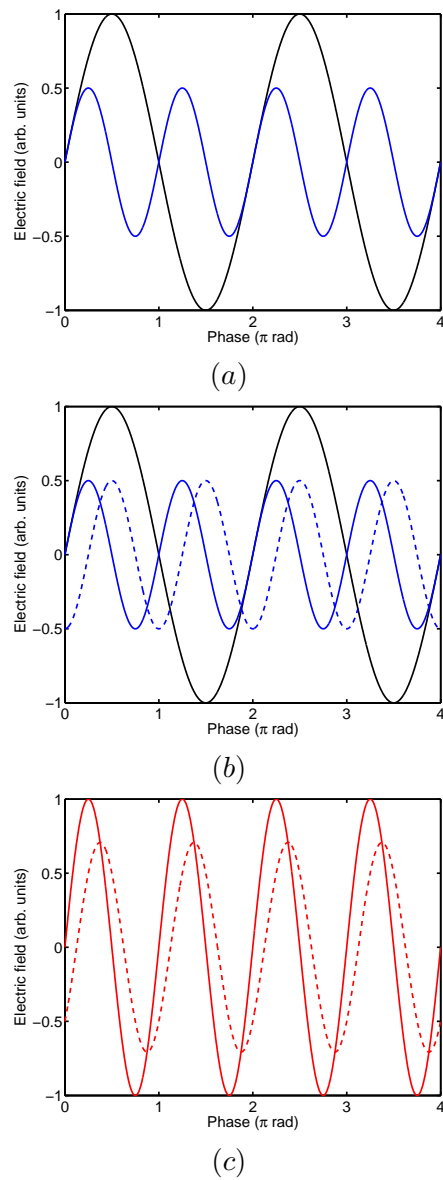 1
0.5
0
−0.5
−1
Electric field (arb. units)
0 1 2 3 4
Phase (π rad)
(a)
1
0.5
0
−0.5
−1
Electric field (arb. units)
0 1 2 3 4
Phase (π rad)
(b)
1
0.5
0
−0.5
−1
Electric field (arb. units)
0 1 2 3 4
Phase (π rad)
(c)